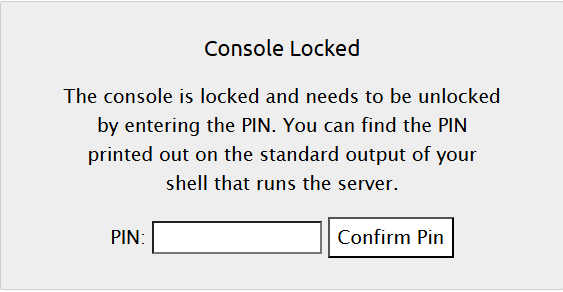 Console Locked
The console is locked and needs to be unlocked
by entering the PIN. You can find the PIN
printed out on the standard output of your
shell that runs the server.
PIN: Confirm Pin